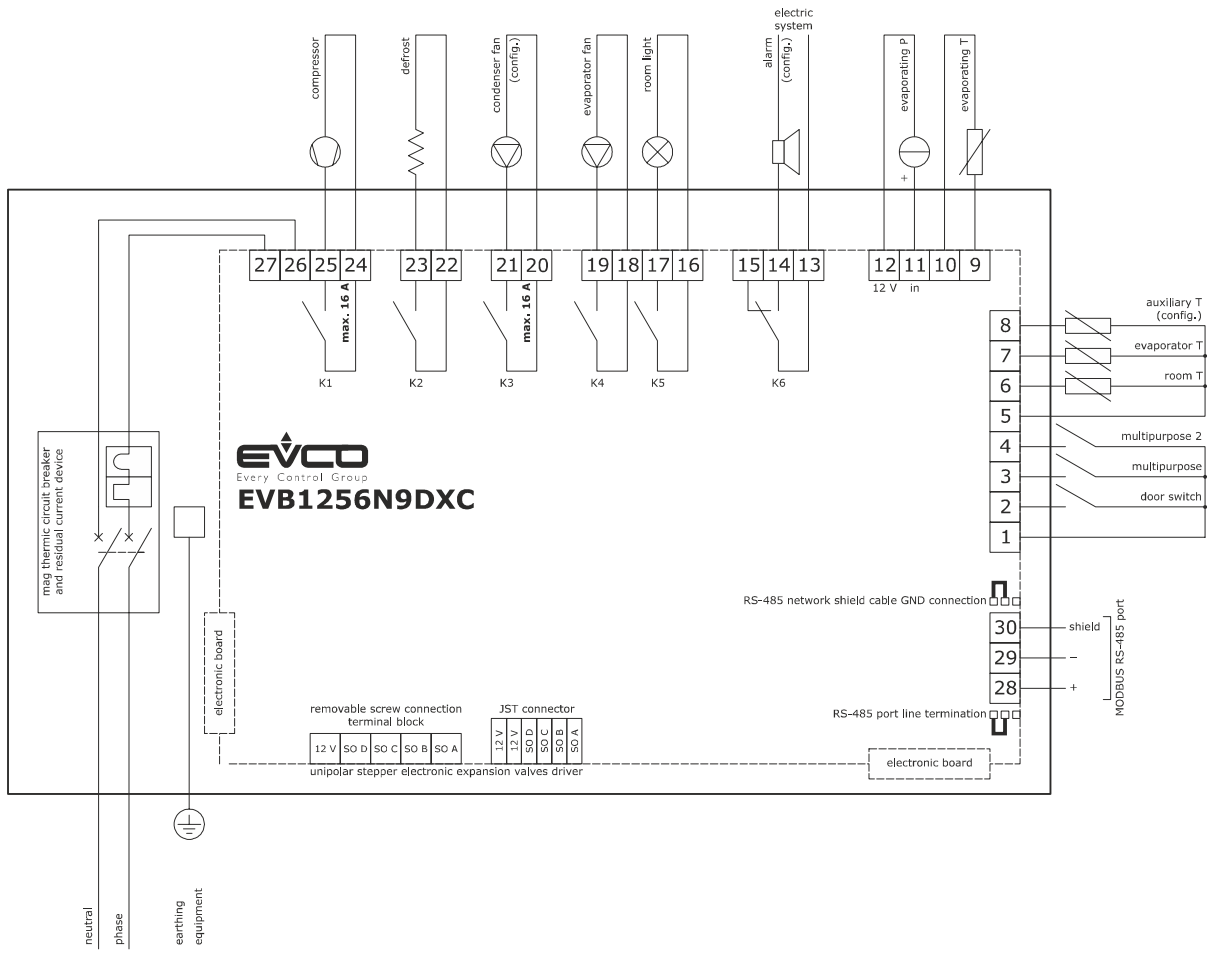 electric
system
compressor
defrost
condenser fan
(config.)
evaporator fan
room light
alarm
(config.)
evaporating P
evaporating T
+
27 26 25 24 23 22 21 20 19 18 17 16 15 14 13 12 11 10 9
12 V in
max. 16 A
max. 16 A
K1 K2 K3 K4 K5 K6
8
auxiliary T
(config.)
7
evaporator T
6
room T
5
4
multipurpose 2
3
multipurpose
2
door switch
1
EVCO
Every Control Group
EVB1256N9DXC
mag thermic circuit breaker
and residual current device
RS-485 network shield cable GND connection
30 shield
29 −
28 +
MODBUS RS-485 port
RS-485 port line termination
electronic board
removable screw connection
terminal block
12 V SO D SO C SO B SO A
JST connector
12 V
12 V
SO D
SO C
SO B
SO A
unipolar stepper electronic expansion valves driver
electronic board
neutral
phase
earthing
equipment